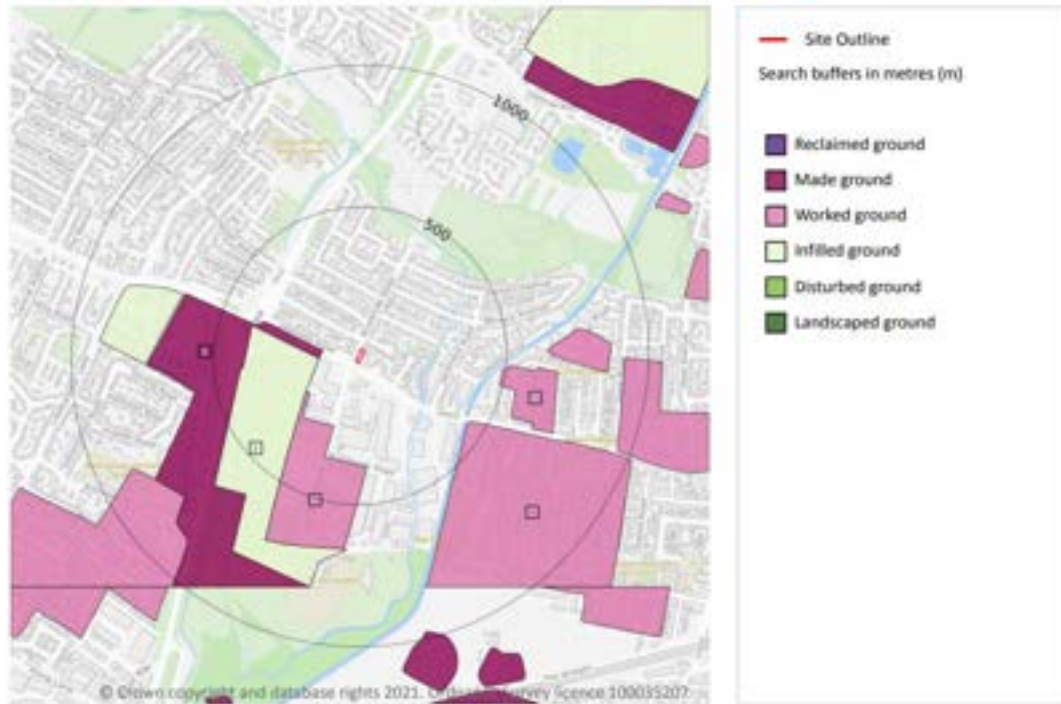 1000
500
© Crown copyright and database rights 2021. Ordnance Survey licence 100035207
Site Outline
Search buffers in metres (m)
Reclaimed ground
Made ground
Worked ground
Infilled ground
Disturbed ground
Landscaped ground